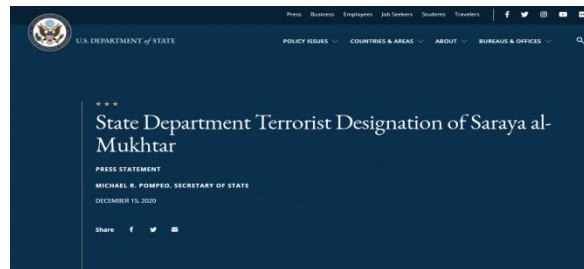 Press Business Employees Job Seekers Students Travelers
U.S. DEPARTMENT of STATE
POLICY ISSUES COUNTRIES & AREAS ABOUT BUREAUS & OFFICES
State Department Terrorist Designation of Saraya al-
Mukhtar
PRESS STATEMENT
MICHAEL R. POMPEO, SECRETARY OF STATE
DECEMBER 15, 2020
Share